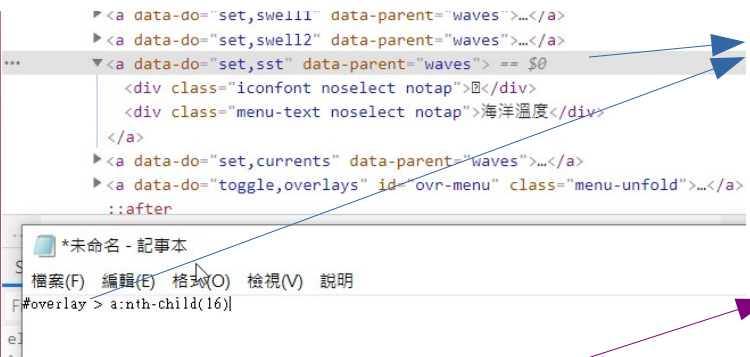 ▶<a data-do="set,swell1" data-parent="waves">…</a>
▶<a data-do="set,swell2" data-parent="waves">…</a>
… ▼<a data-do="set,sst" data-parent="waves"> == $0
<div class="iconfont noselect notap"></div>
<div class="menu-text noselect notap">海洋溫度</div>
</a>
▶<a data-do="set,currents" data-parent="waves">…</a>
▶<a data-do="toggle,overlays" id="ovr-menu" class="menu-unfold">…</a>
::after
*未命名 - 記事本
檔案(F) 編輯(E) 格式(O) 檢視(V) 說明
#overlay > a:nth-child(16)